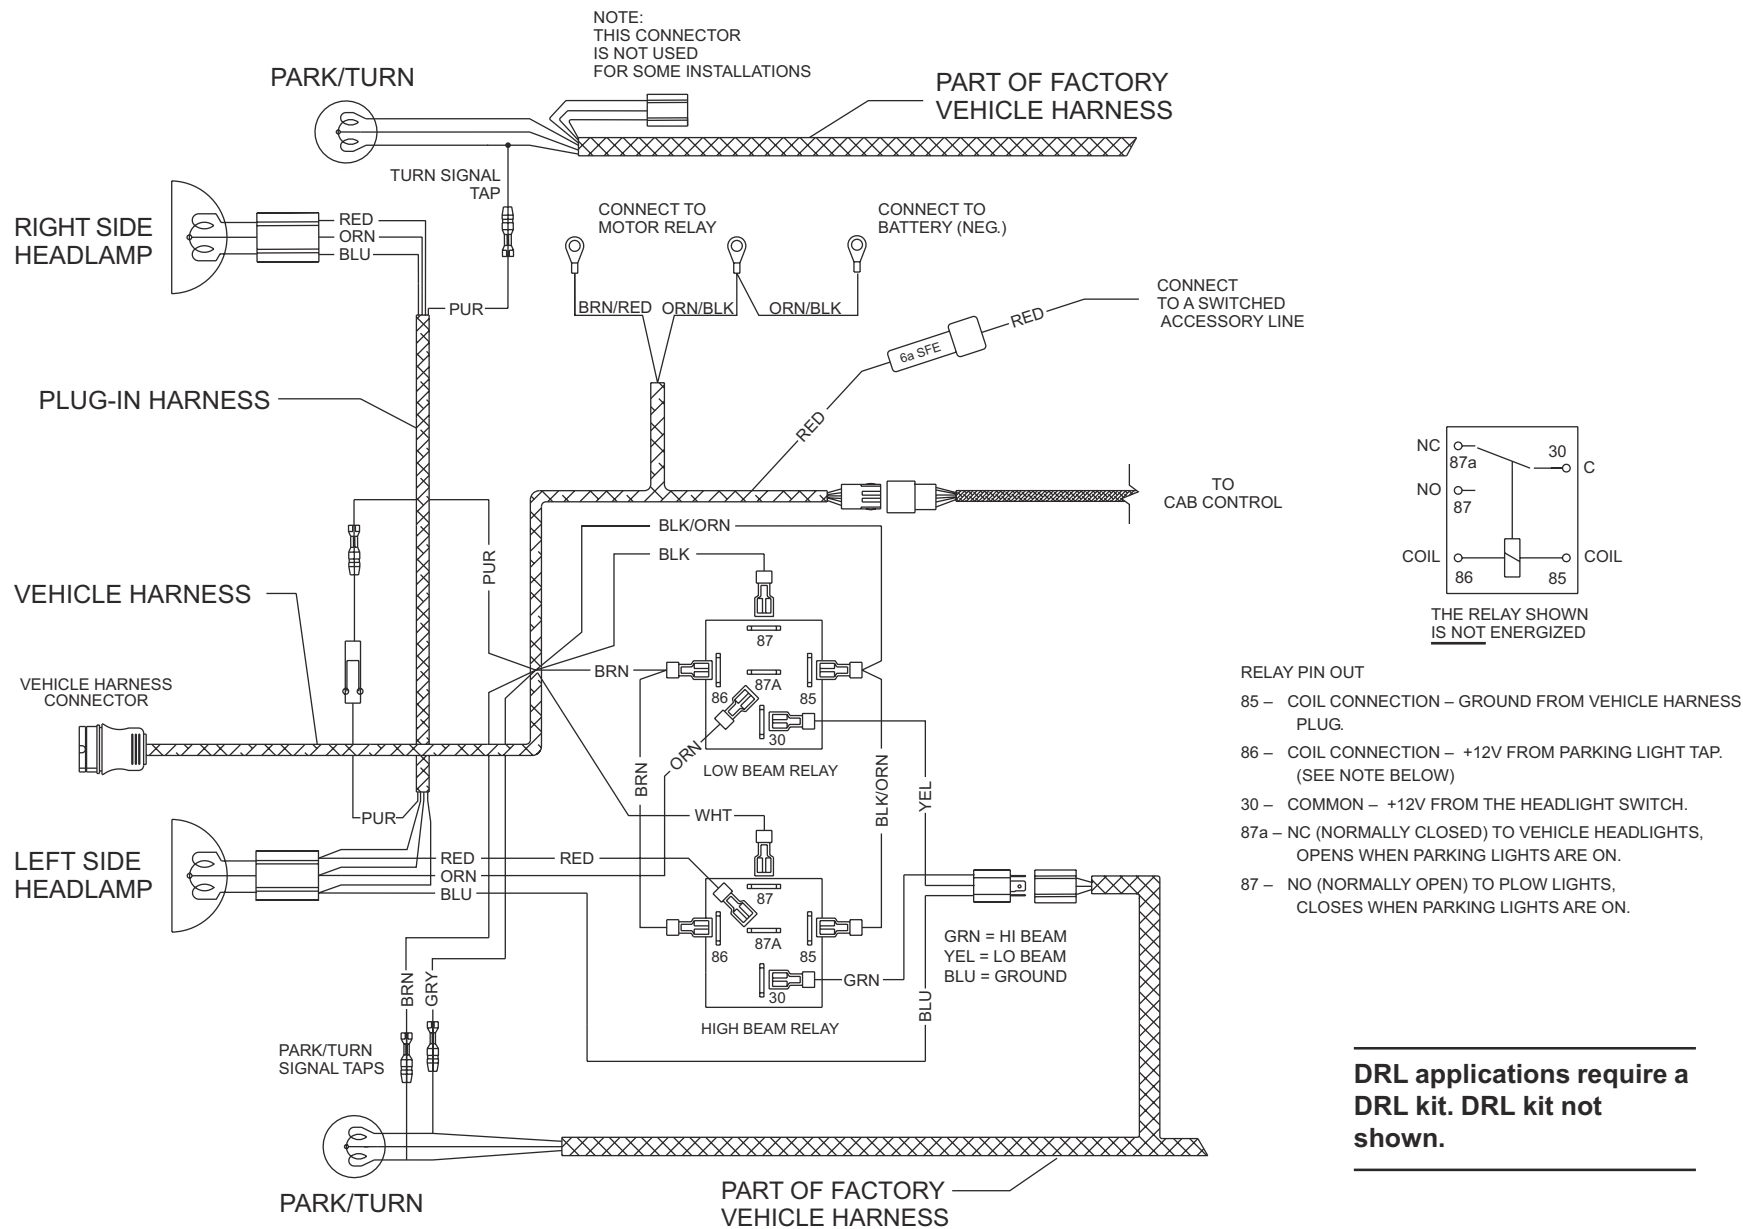 NOTE:
THIS CONNECTOR
IS NOT USED
FOR SOME INSTALLATIONS
PARK/TURN
PART OF FACTORY
VEHICLE HARNESS
TURN SIGNAL
TAP
RIGHT SIDE
HEADLAMP
RED
ORN
BLU
PUR
CONNECT TO
MOTOR RELAY
CONNECT TO
BATTERY (NEG.)
BRN/RED
ORN/BLK
ORN/BLK
6a SFE
RED
CONNECT
TO A SWITCHED
ACCESSORY LINE
PLUG-IN HARNESS
RED
TO
CAB CONTROL
NC
87a
30
C
NO
87
COIL
86
85
COIL
THE RELAY SHOWN
IS NOT ENERGIZED
BLK/ORN
BLK
PUR
VEHICLE HARNESS
VEHICLE HARNESS
CONNECTOR
BRN
87
86
87A
85
30
LOW BEAM RELAY
ORN
BRN
BLK/ORN
YEL
WHT
PUR
LEFT SIDE
HEADLAMP
RED
ORN
BLU
RED
87
86
87A
85
30
HIGH BEAM RELAY
GRN
BLU
GRN = HI BEAM
YEL = LO BEAM
BLU = GROUND
BRN
GRY
PARK/TURN
SIGNAL TAPS
PARK/TURN
PART OF FACTORY
VEHICLE HARNESS
RELAY PIN OUT
85 – COIL CONNECTION – GROUND FROM VEHICLE HARNESS
PLUG.
86 – COIL CONNECTION – +12V FROM PARKING LIGHT TAP.
(SEE NOTE BELOW)
30 – COMMON – +12V FROM THE HEADLIGHT SWITCH.
87a – NC (NORMALLY CLOSED) TO VEHICLE HEADLIGHTS,
OPENS WHEN PARKING LIGHTS ARE ON.
87 – NO (NORMALLY OPEN) TO PLOW LIGHTS,
CLOSES WHEN PARKING LIGHTS ARE ON.
DRL applications require a
DRL kit. DRL kit not
shown.